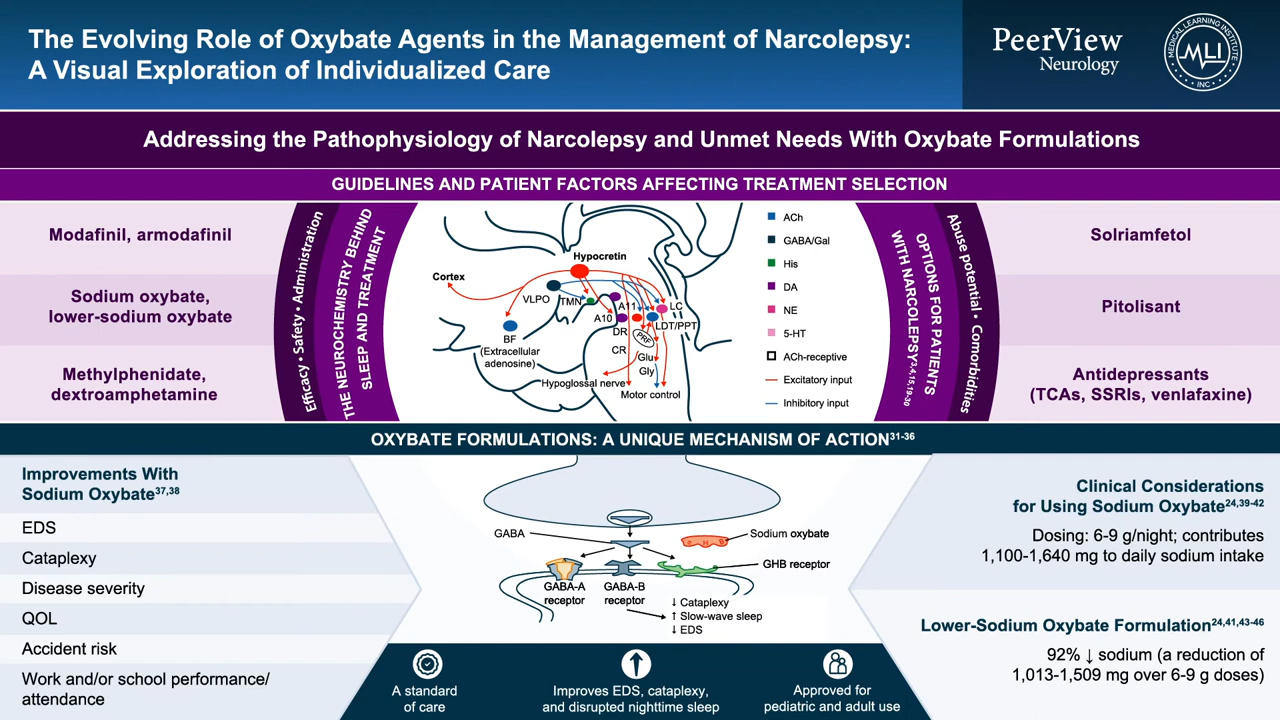 The Evolving Role of Oxybate Agents in the Management of Narcolepsy:
A Visual Exploration of Individualized Care
PeerView
Neurology
MEDICAL LEARNING INSTITUTE
MLI
INC
Addressing the Pathophysiology of Narcolepsy and Unmet Needs With Oxybate Formulations
GUIDELINES AND PATIENT FACTORS AFFECTING TREATMENT SELECTION
Modafinil, armodafinil
Sodium oxybate,
lower-sodium oxybate
Methylphenidate,
dextroamphetamine
Efficacy • Safety • Administration
THE NEUROCHEMISTRY BEHIND
SLEEP AND TREATMENT
Hypocretin
Cortex
VLPO
TMN
A11
LC
A10
LDT/PPT
DR
PRF
BF
(Extracellular
adenosine)
CR
Glu
Gly
Hypoglossal nerve
Motor control
ACh
GABA/Gal
His
DA
NE
5-HT
ACh-receptive
Excitatory input
Inhibitory input
OPTIONS FOR PATIENTS
WITH NARCOLEPSY3,4,15,19-30
Abuse potential • Comorbidities
Solriamfetol
Pitolisant
Antidepressants
(TCAs, SSRIs, venlafaxine)
OXYBATE FORMULATIONS: A UNIQUE MECHANISM OF ACTION31-36
Improvements With
Sodium Oxybate37,38
EDS
Cataplexy
Disease severity
QOL
Accident risk
Work and/or school performance/
attendance
GABA
Sodium oxybate
GHB
GHB receptor
GABA-A
receptor
GABA-B
receptor
↓ Cataplexy
↑ Slow-wave sleep
↓ EDS
A standard
of care
Improves EDS, cataplexy,
and disrupted nighttime sleep
Approved for
pediatric and adult use
Clinical Considerations
for Using Sodium Oxybate24,39-42
Dosing: 6-9 g/night; contributes
1,100-1,640 mg to daily sodium intake
Lower-Sodium Oxybate Formulation24,41,43-46
92% ↓ sodium (a reduction of
1,013-1,509 mg over 6-9 g doses)